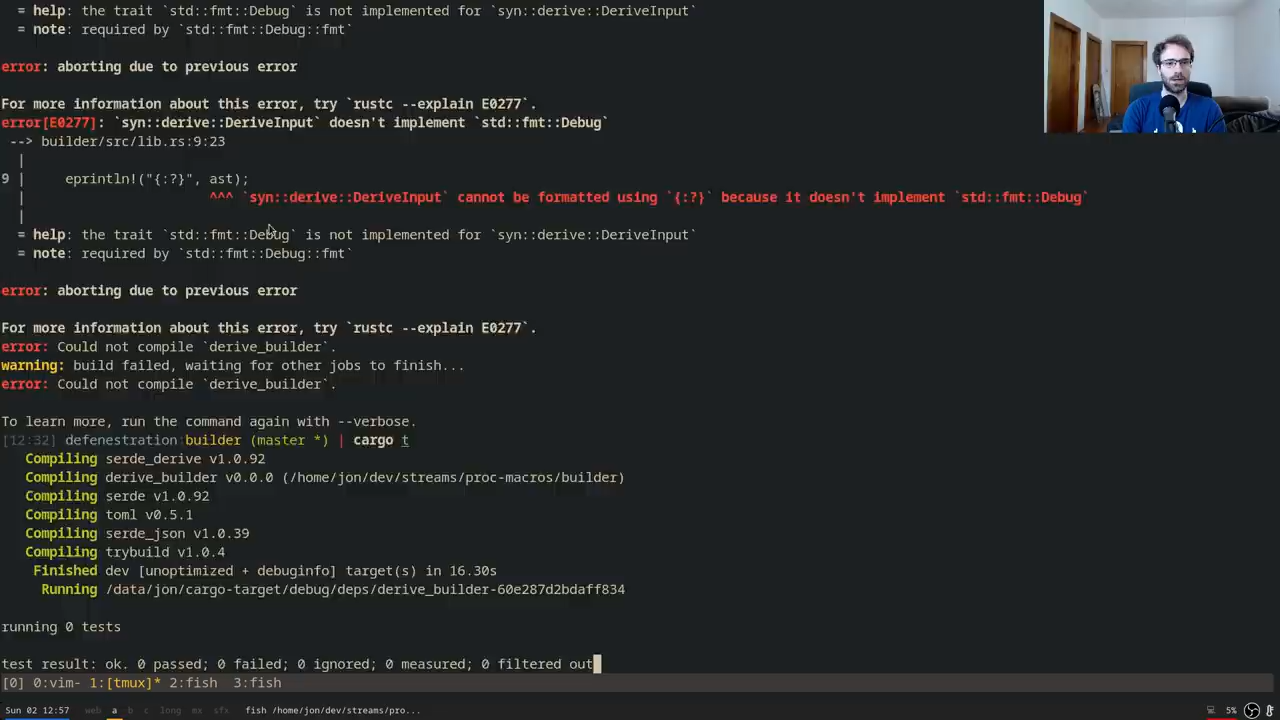 = help: the trait `std::fmt::Debug` is not implemented for `syn::derive::DeriveInput`
= note: required by `std::fmt::Debug::fmt`
error: aborting due to previous error
For more information about this error, try `rustc --explain E0277`.
error[E0277]: `syn::derive::DeriveInput` doesn't implement `std::fmt::Debug`
--> builder/src/lib.rs:9:23
|
9 |     eprintln!("{:?}", ast);
|                       ^^^ `syn::derive::DeriveInput` cannot be formatted using `{:?}` because it doesn't implement `std::fmt::Debug`
|
= help: the trait `std::fmt::Debug` is not implemented for `syn::derive::DeriveInput`
= note: required by `std::fmt::Debug::fmt`
error: aborting due to previous error
For more information about this error, try `rustc --explain E0277`.
error: Could not compile `derive_builder`.
warning: build failed, waiting for other jobs to finish...
error: Could not compile `derive_builder`.
To learn more, run the command again with --verbose.
[12:32] defenestration:builder (master *) | cargo t
Compiling serde_derive v1.0.92
Compiling derive_builder v0.0.0 (/home/jon/dev/streams/proc-macros/builder)
Compiling serde v1.0.92
Compiling toml v0.5.1
Compiling serde_json v1.0.39
Compiling trybuild v1.0.4
Finished dev [unoptimized + debuginfo] target(s) in 16.30s
Running /data/jon/cargo-target/debug/deps/derive_builder-60e287d2bdaff834
running 0 tests
test result: ok. 0 passed; 0 failed; 0 ignored; 0 measured; 0 filtered out
[0] 0:vim- 1:[tmux]* 2:fish  3:fish
Sun 02 12:57 web a b c long mx sfx fish /home/jon/dev/streams/pro... 5%